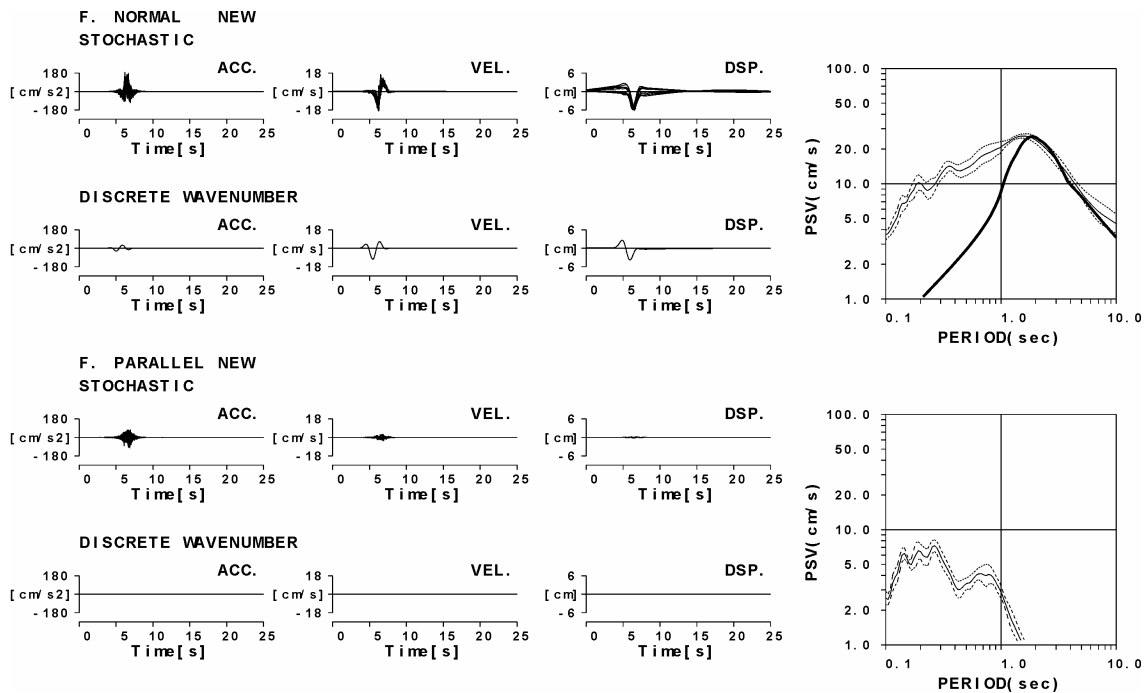 F. NORMAL NEW
STOCHASTIC
ACC.
180
[cm/s2]
-180
0 5 10 15 20 25
Time[s]
VEL.
18
[cm/s]
-18
0 5 10 15 20 25
Time[s]
DSP.
6
[cm]
-6
0 5 10 15 20 25
Time[s]
DISCRETE WAVENUMBER
ACC.
180
[cm/s2]
-180
0 5 10 15 20 25
Time[s]
VEL.
18
[cm/s]
-18
0 5 10 15 20 25
Time[s]
DSP.
6
[cm]
-6
0 5 10 15 20 25
Time[s]
100.0
50.0
20.0
10.0
5.0
2.0
1.0
PSV(cm/s)
0.1 1.0 10.0
PERIOD(sec)
F. PARALLEL NEW
STOCHASTIC
ACC.
180
[cm/s2]
-180
0 5 10 15 20 25
Time[s]
VEL.
18
[cm/s]
-18
0 5 10 15 20 25
Time[s]
DSP.
6
[cm]
-6
0 5 10 15 20 25
Time[s]
DISCRETE WAVENUMBER
ACC.
180
[cm/s2]
-180
0 5 10 15 20 25
Time[s]
VEL.
18
[cm/s]
-18
0 5 10 15 20 25
Time[s]
DSP.
6
[cm]
-6
0 5 10 15 20 25
Time[s]
100.0
50.0
20.0
10.0
5.0
2.0
1.0
PSV(cm/s)
0.1 1.0 10.0
PERIOD(sec)